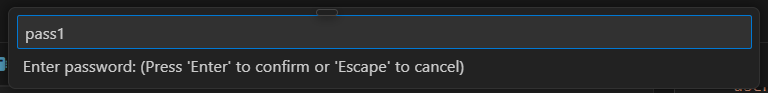 pass1
Enter password: (Press 'Enter' to confirm or 'Escape' to cancel)